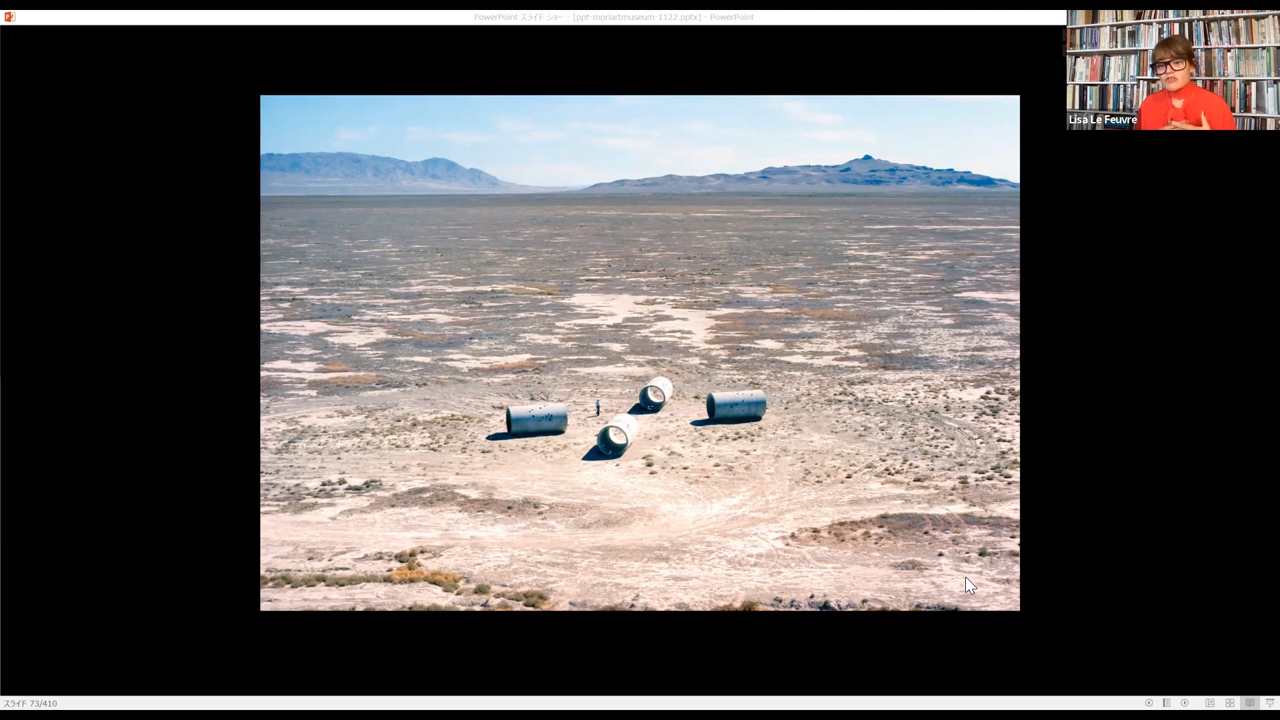 PowerPoint スライド ショー - [ppt-moriartmuseum-1122.pptx] - PowerPoint
Lisa Le Feuvre
スライド 73/410